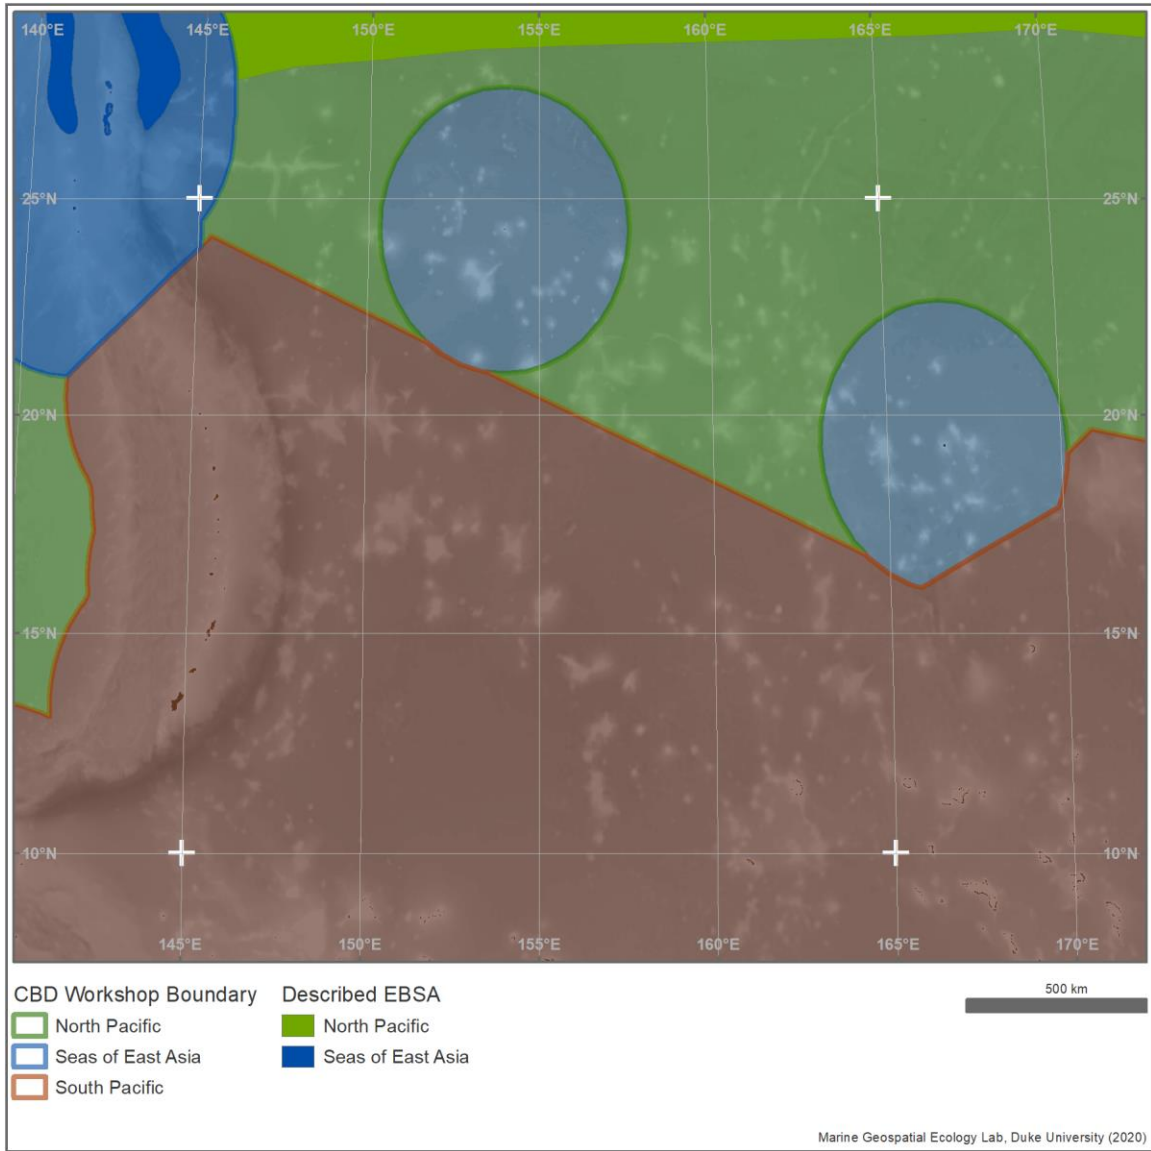 140°E 145°E 150°E 155°E 160°E 165°E 170°E
25°N 25°N
20°N 20°N
15°N 15°N
10°N 10°N
145°E 150°E 155°E 160°E 165°E 170°E
CBD Workshop Boundary
North Pacific
Seas of East Asia
South Pacific
Described EBSA
North Pacific
Seas of East Asia
500 km
Marine Geospatial Ecology Lab, Duke University (2020)